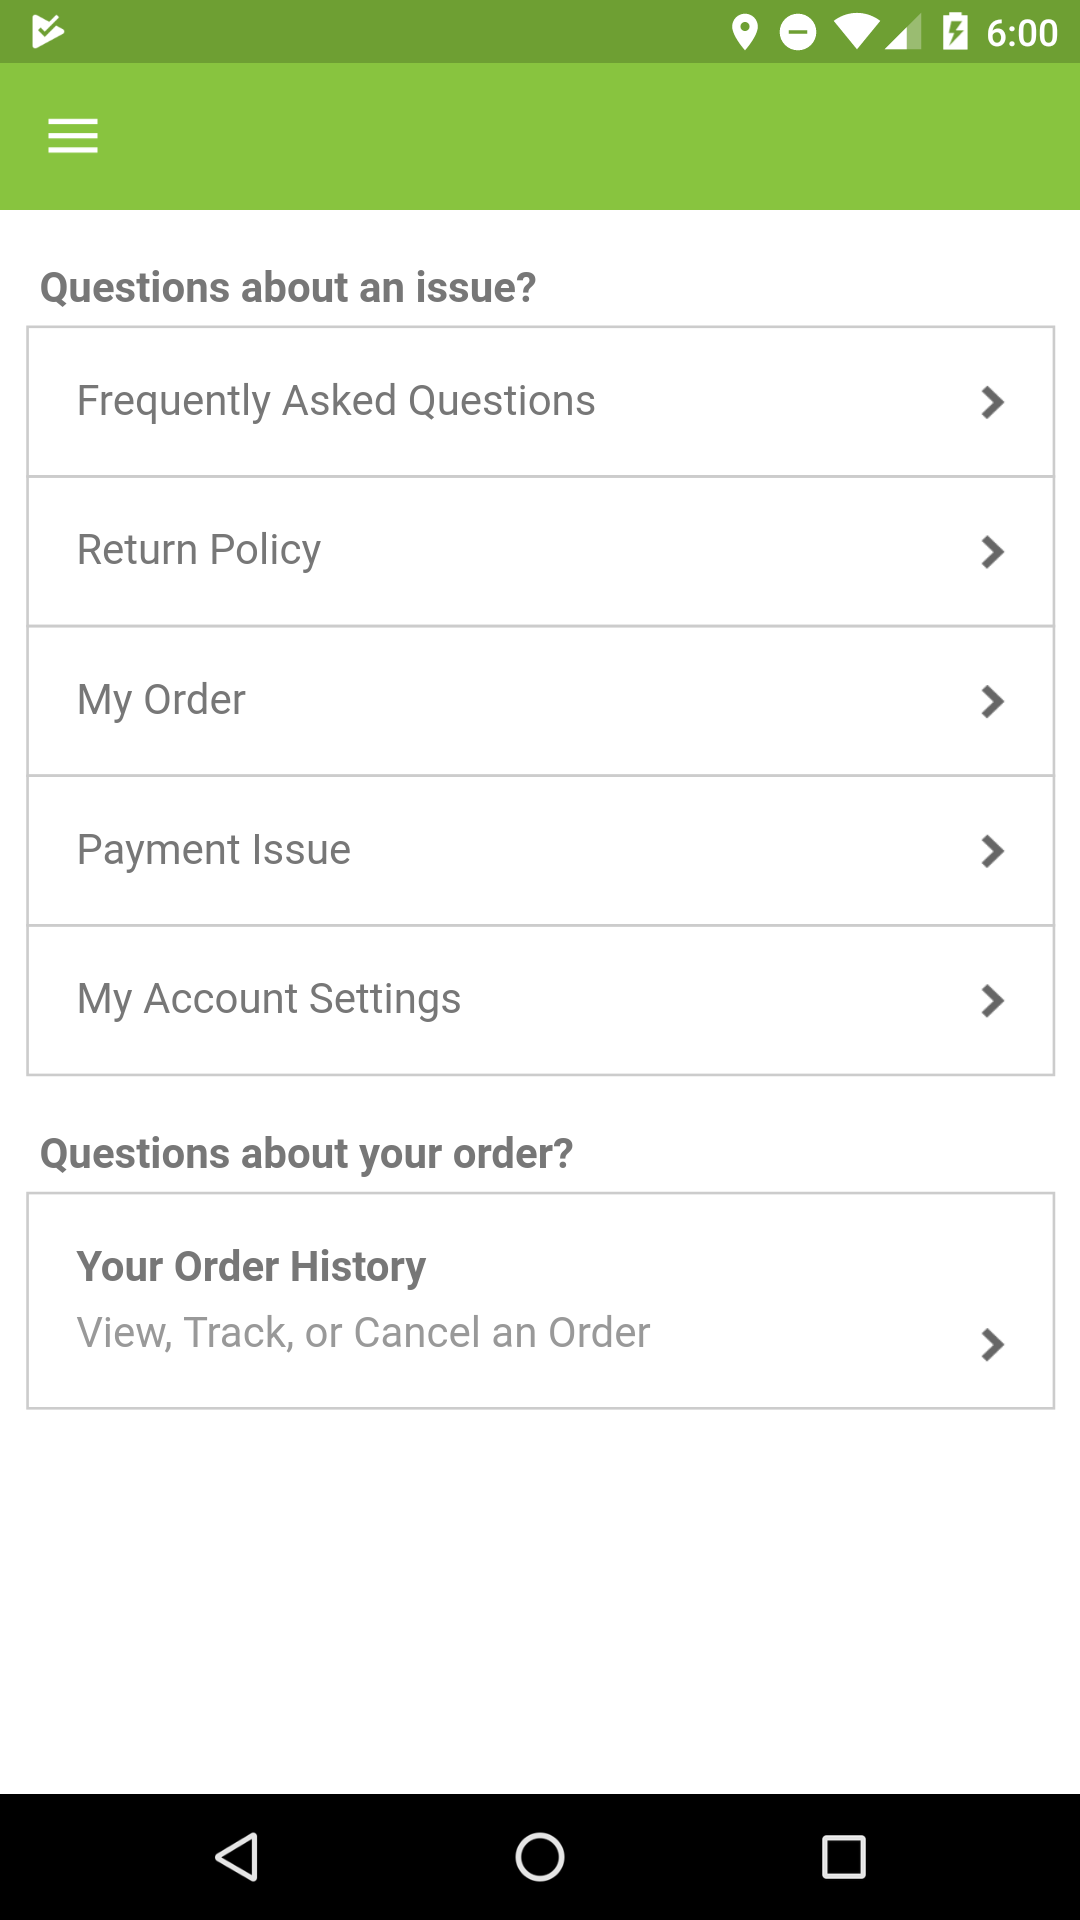 6:00
Questions about an issue?
Frequently Asked Questions
Return Policy
My Order
Payment Issue
My Account Settings
Questions about your order?
Your Order History
View, Track, or Cancel an Order